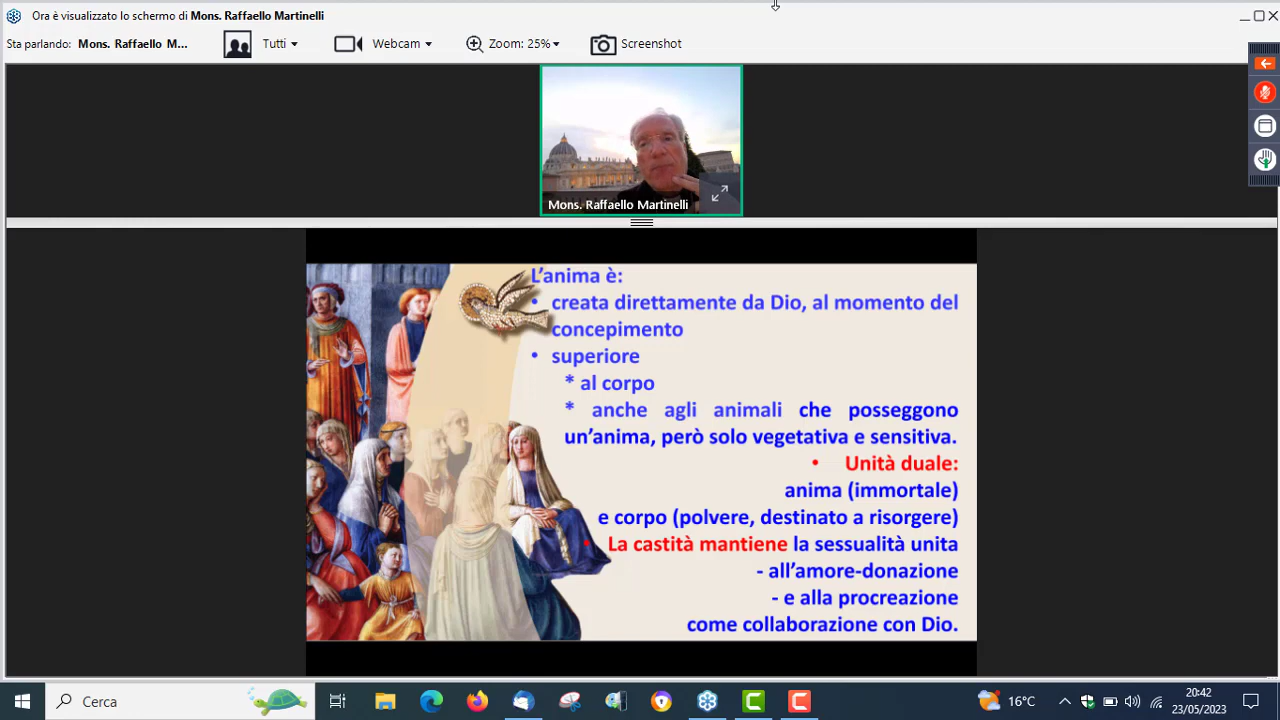 Ora è visualizzato lo schermo di Mons. Raffaello Martinelli
Sta parlando: Mons. Raffaello M...
Tutti
Webcam
Zoom: 25%
Screenshot
Mons. Raffaello Martinelli
L'anima è:
• creata direttamente da Dio, al momento del
concepimento
• superiore
* al corpo
* anche agli animali che posseggono
un'anima, però solo vegetativa e sensitiva.
• Unità duale:
anima (immortale)
e corpo (polvere, destinato a risorgere)
• La castità mantiene la sessualità unita
- all'amore-donazione
- e alla procreazione
come collaborazione con Dio.
Cerca
16°C
20:42
23/05/2023